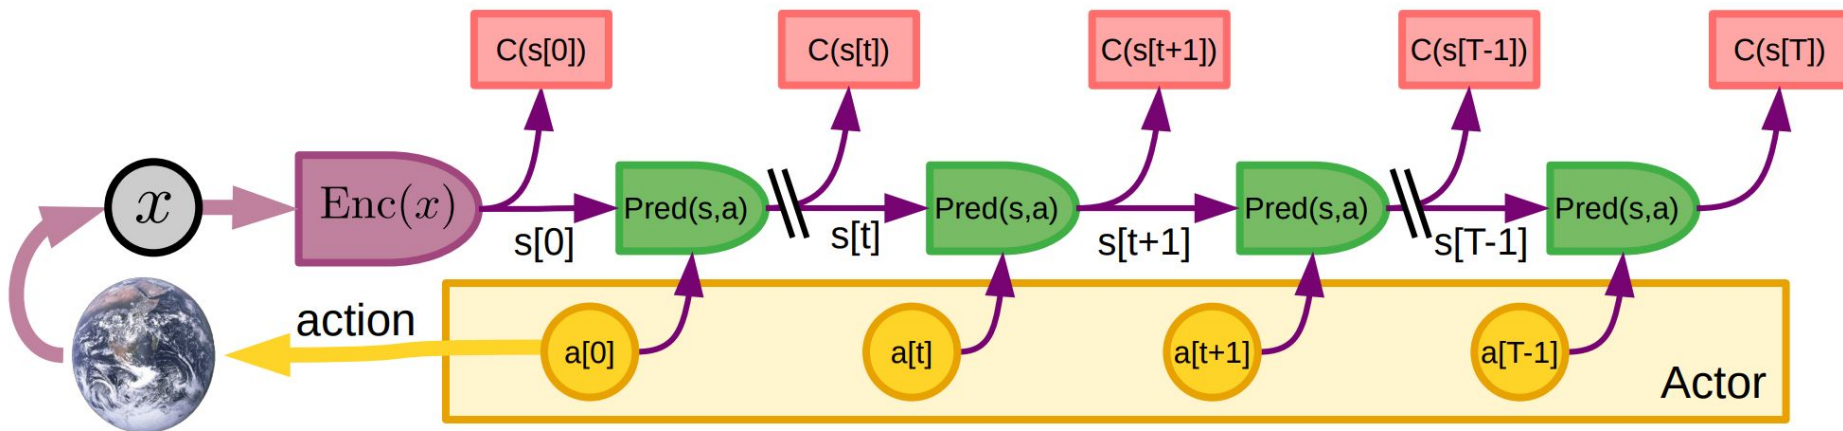 C(s[0])
C(s[t])
C(s[t+1])
C(s[T-1])
C(s[T])
x
Enc(x)
Pred(s,a)
Pred(s,a)
Pred(s,a)
Pred(s,a)
s[0]
s[t]
s[t+1]
s[T-1]
action
a[0]
a[t]
a[t+1]
a[T-1]
Actor